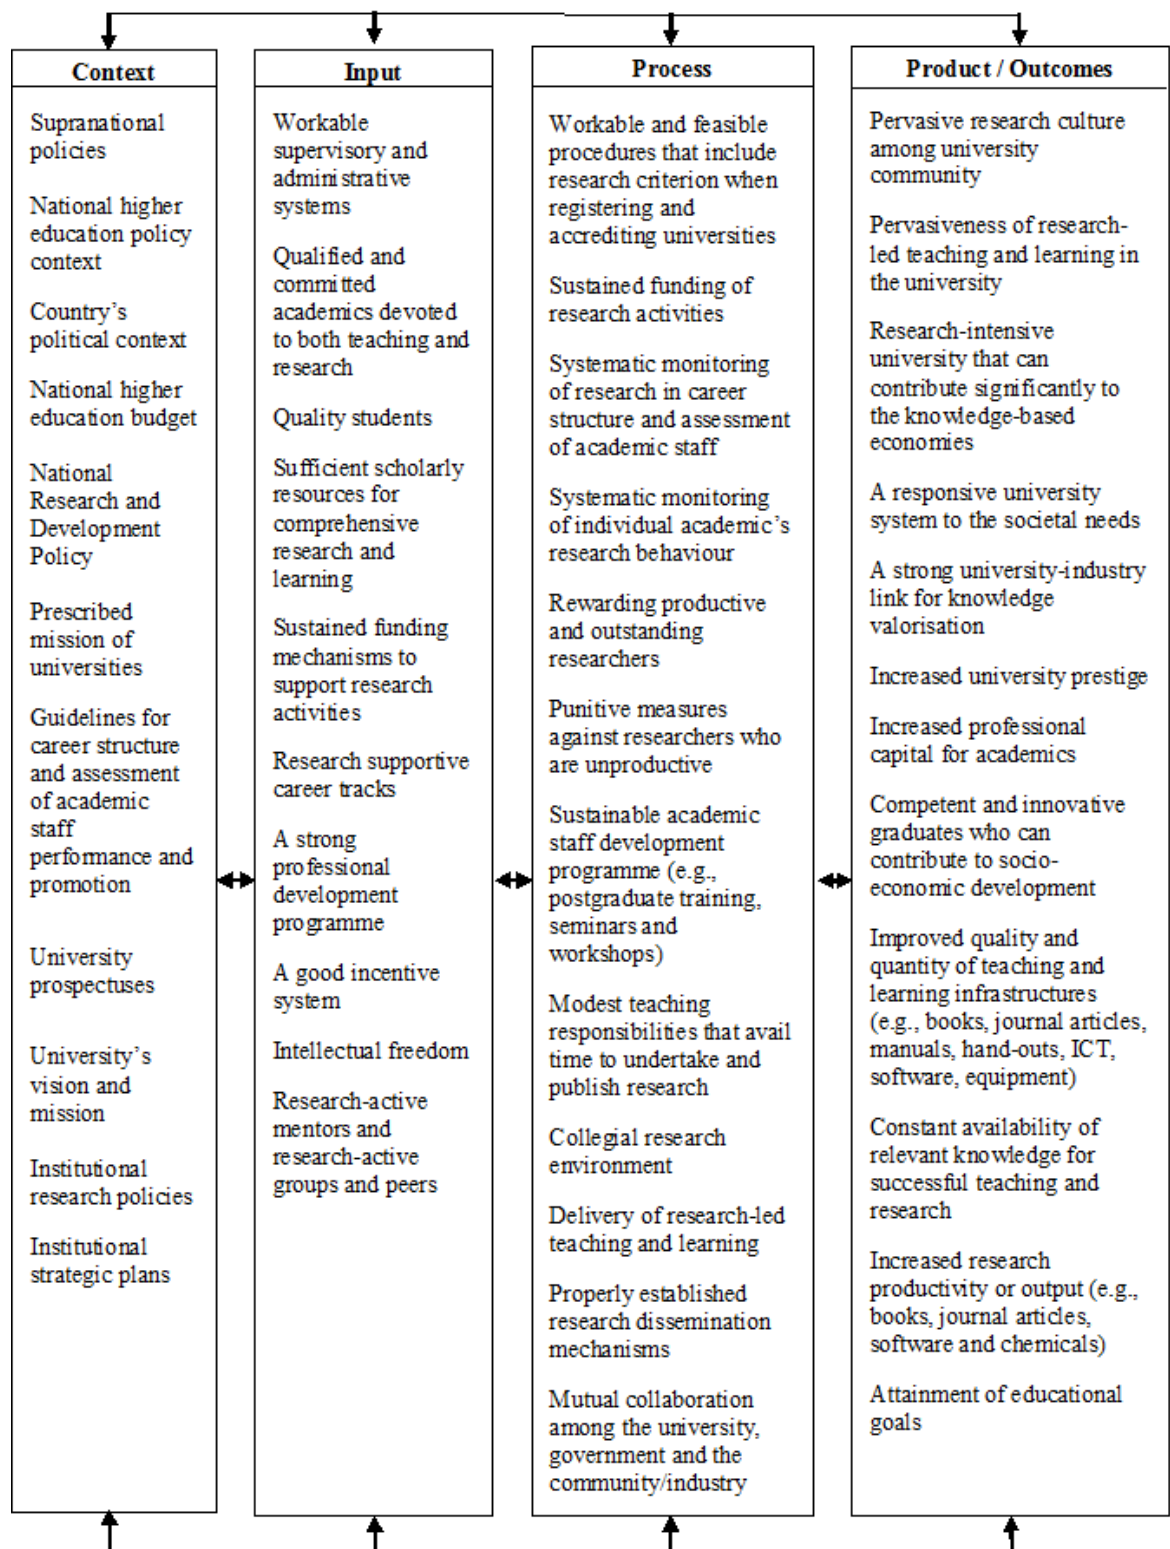 Context
Supranational
policies
National higher
education policy
context
Country's
political context
National higher
education budget
National
Research and
Development
Policy
Prescribed
mission of
universities
Guidelines for
career structure
and assessment
of academic
staff
performance and
promotion
University
prospectuses
University's
vision and
mission
Institutional
research policies
Institutional
strategic plans
Input
Workable
supervisory and
administrative
systems
Qualified and
committed
academics devoted
to both teaching and
research
Quality students
Sufficient scholarly
resources for
comprehensive
research and
learning
Sustained funding
mechanisms to
support research
activities
Research supportive
career tracks
A strong
professional
development
programme
A good incentive
system
Intellectual freedom
Research-active
mentors and
research-active
groups and peers
Process
Workable and feasible
procedures that include
research criterion when
registering and
accrediting universities
Sustained funding of
research activities
Systematic monitoring
of research in career
structure and assessment
of academic staff
Systematic monitoring
of individual academic's
research behaviour
Rewarding productive
and outstanding
researchers
Punitive measures
against researchers who
are unproductive
Sustainable academic
staff development
programme (e.g.,
postgraduate training,
seminars and
workshops)
Modest teaching
responsibilities that avail
time to undertake and
publish research
Collegial research
environment
Delivery of research-led
teaching and learning
Properly established
research dissemination
mechanisms
Mutual collaboration
among the university,
government and the
community/industry
Product / Outcomes
Pervasive research culture
among university
community
Pervasiveness of research-
led teaching and learning in
the university
Research-intensive
university that can
contribute significantly to
the knowledge-based
economies
A responsive university
system to the societal needs
A strong university-industry
link for knowledge
valorisation
Increased university prestige
Increased professional
capital for academics
Competent and innovative
graduates who can
contribute to socio-
economic development
Improved quality and
quantity of teaching and
learning infrastructures
(e.g., books, journal articles,
manuals, hand-outs, ICT,
software, equipment)
Constant availability of
relevant knowledge for
successful teaching and
research
Increased research
productivity or output (e.g.,
books, journal articles,
software and chemicals)
Attainment of educational
goals